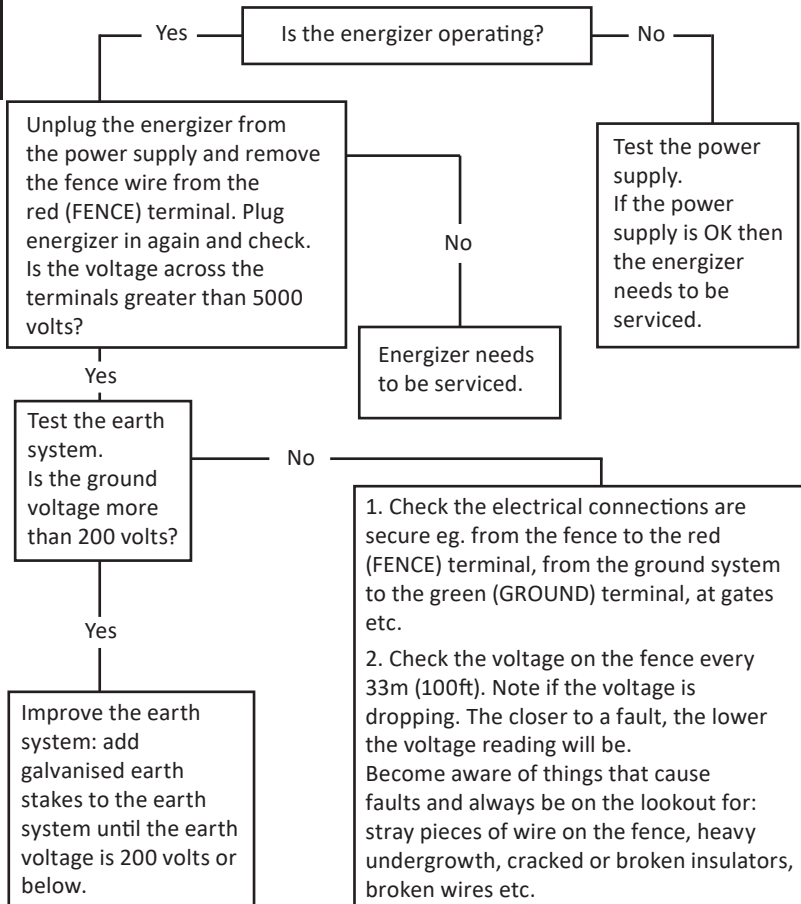 Is the energizer operating?
Yes
No
Unplug the energizer from
the power supply and remove
the fence wire from the
red (FENCE) terminal. Plug
energizer in again and check.
Is the voltage across the
terminals greater than 5000
volts?
Test the power
supply.
If the power
supply is OK then
the energizer
needs to be
serviced.
No
Energizer needs
to be serviced.
Yes
Test the earth
system.
Is the ground
voltage more
than 200 volts?
No
1. Check the electrical connections are
secure eg. from the fence to the red
(FENCE) terminal, from the ground system
to the green (GROUND) terminal, at gates
etc.
2. Check the voltage on the fence every
33m (100ft). Note if the voltage is
dropping. The closer to a fault, the lower
the voltage reading will be.
Become aware of things that cause
faults and always be on the lookout for:
stray pieces of wire on the fence, heavy
undergrowth, cracked or broken insulators,
broken wires etc.
Yes
Improve the earth
system: add
galvanised earth
stakes to the earth
system until the earth
voltage is 200 volts or
below.